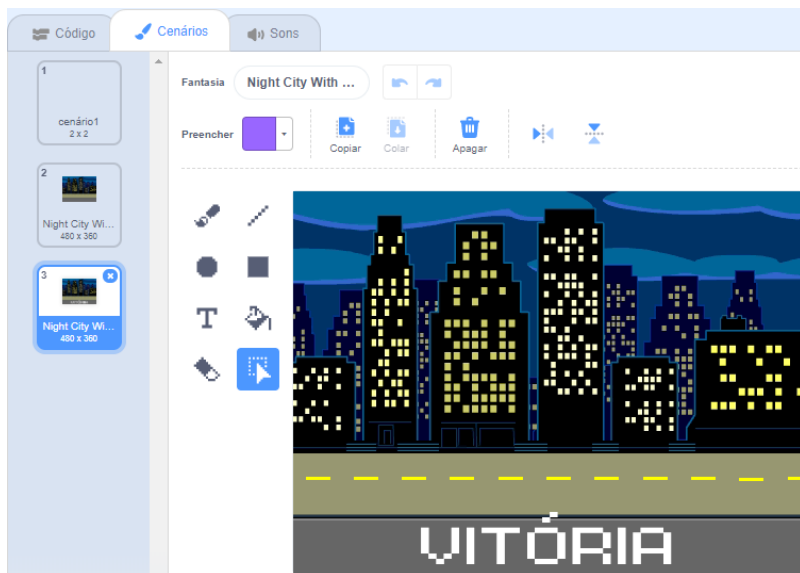 Código Cenários Sons
1
cenário1
2 x 2
2
Night City Wi...
480 x 360
3
Night City Wi...
480 x 360
Fantasia Night City With ...
Preencher
Copiar Colar Apagar
T
VITÓRIA